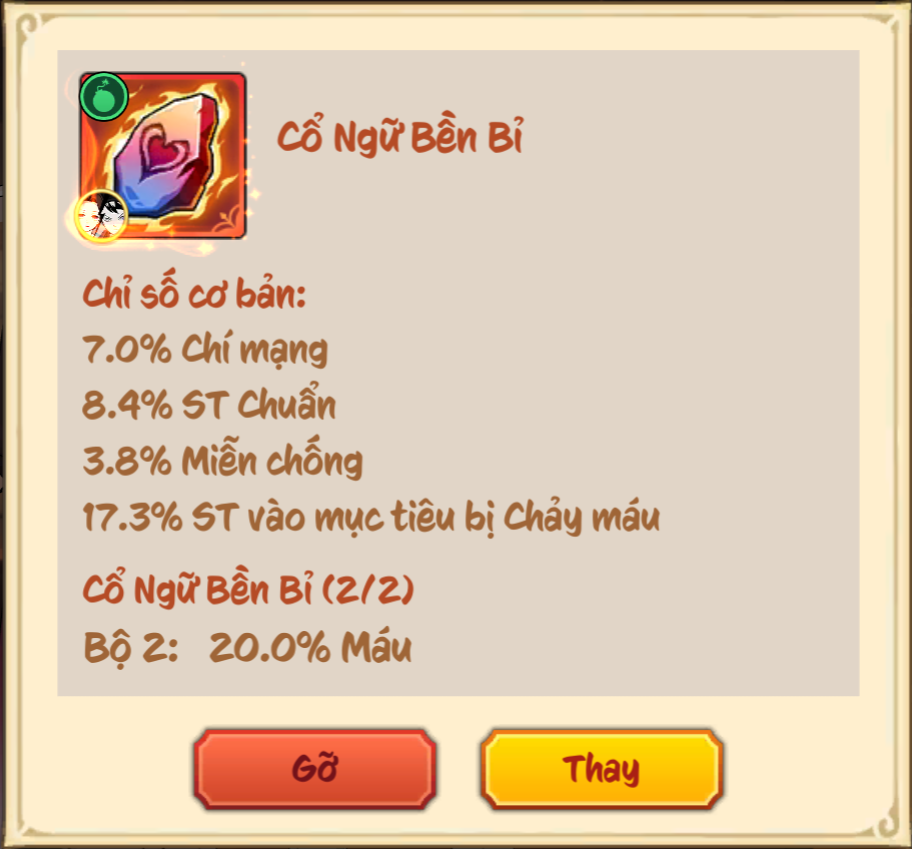 Cổ Ngữ Bền Bỉ
Chỉ số cơ bản:
7.0% Chí mạng
8.4% ST Chuẩn
3.8% Miễn chống
17.3% ST vào mục tiêu bị Chảy máu
Cổ Ngữ Bền Bỉ (2/2)
Bộ 2: 20.0% Máu
Gỡ
Thay